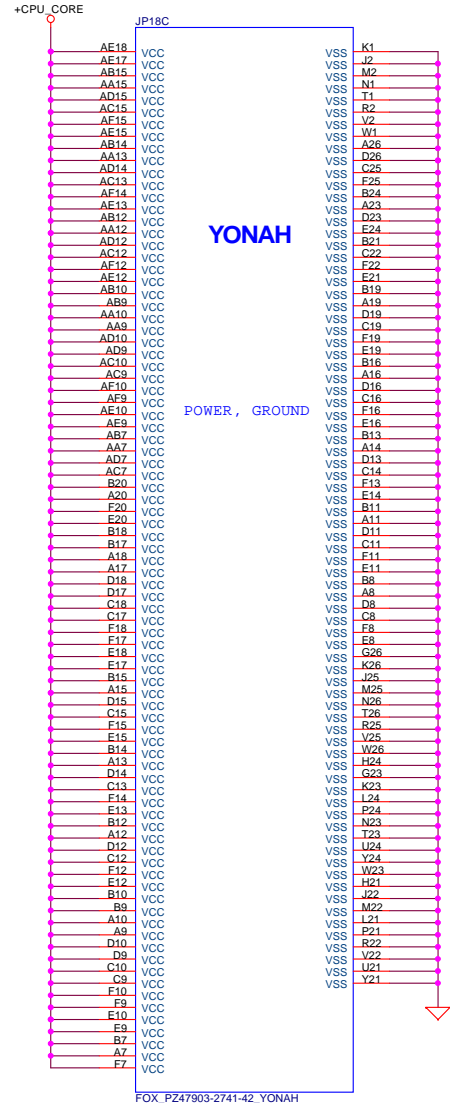 +CPU_CORE
JP18C
AE18 VCC VSS K1
AE17 VCC VSS J2
AB15 VCC VSS M2
AA15 VCC VSS N1
AD15 VCC VSS T1
AC15 VCC VSS R2
AF15 VCC VSS V2
AE15 VCC VSS W1
AB14 VCC VSS A26
AA13 VCC VSS D26
AD14 VCC VSS C25
AC13 VCC VSS F25
AF14 VCC VSS B24
AE13 VCC VSS A23
AB12 VCC VSS D23
YONAH
AA12 VCC VSS E24
AD12 VCC VSS B21
AC12 VCC VSS C22
AF12 VCC VSS F22
AE12 VCC VSS E21
AB10 VCC VSS B19
AB9 VCC VSS A19
AA10 VCC VSS D19
AA9 VCC VSS C19
AD10 VCC VSS F19
AD9 VCC VSS E19
AC10 VCC VSS B16
AC9 VCC VSS A16
AF10 VCC VSS D16
AF9 VCC VSS C16
AE10 VCC POWER, GROUND VSS F16
AE9 VCC VSS E16
AB7 VCC VSS B13
AA7 VCC VSS A14
AD7 VCC VSS D13
AC7 VCC VSS C14
B20 VCC VSS F13
A20 VCC VSS E14
F20 VCC VSS B11
E20 VCC VSS A11
B18 VCC VSS D11
B17 VCC VSS C11
A18 VCC VSS F11
A17 VCC VSS E11
D18 VCC VSS B8
D17 VCC VSS A8
C18 VCC VSS D8
C17 VCC VSS C8
F18 VCC VSS F8
F17 VCC VSS E8
E18 VCC VSS G26
E17 VCC VSS K26
B15 VCC VSS J25
A15 VCC VSS M25
D15 VCC VSS N26
C15 VCC VSS T26
F15 VCC VSS R25
E15 VCC VSS V25
B14 VCC VSS W26
A13 VCC VSS H24
D14 VCC VSS G23
C13 VCC VSS K23
F14 VCC VSS L24
E13 VCC VSS P24
B12 VCC VSS N23
A12 VCC VSS T23
D12 VCC VSS U24
C12 VCC VSS Y24
F12 VCC VSS W23
E12 VCC VSS H21
B10 VCC VSS J22
B9 VCC VSS M22
A10 VCC VSS L21
A9 VCC VSS P21
D10 VCC VSS R22
D9 VCC VSS V22
C10 VCC VSS U21
C9 VCC VSS Y21
F10 VCC
F9 VCC
E10 VCC
E9 VCC
B7 VCC
A7 VCC
F7 VCC
FOX_PZ47903-2741-42_YONAH